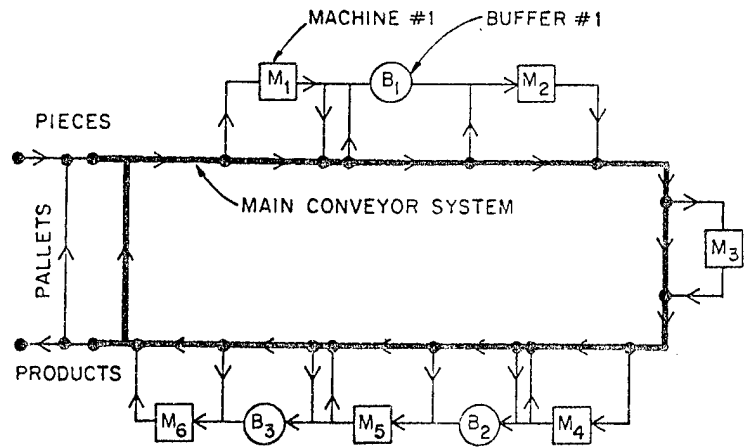 MACHINE #1
BUFFER #1
M1
B1
M2
PIECES
MAIN CONVEYOR SYSTEM
PALLETS
M3
PRODUCTS
M6
B3
M5
B2
M4